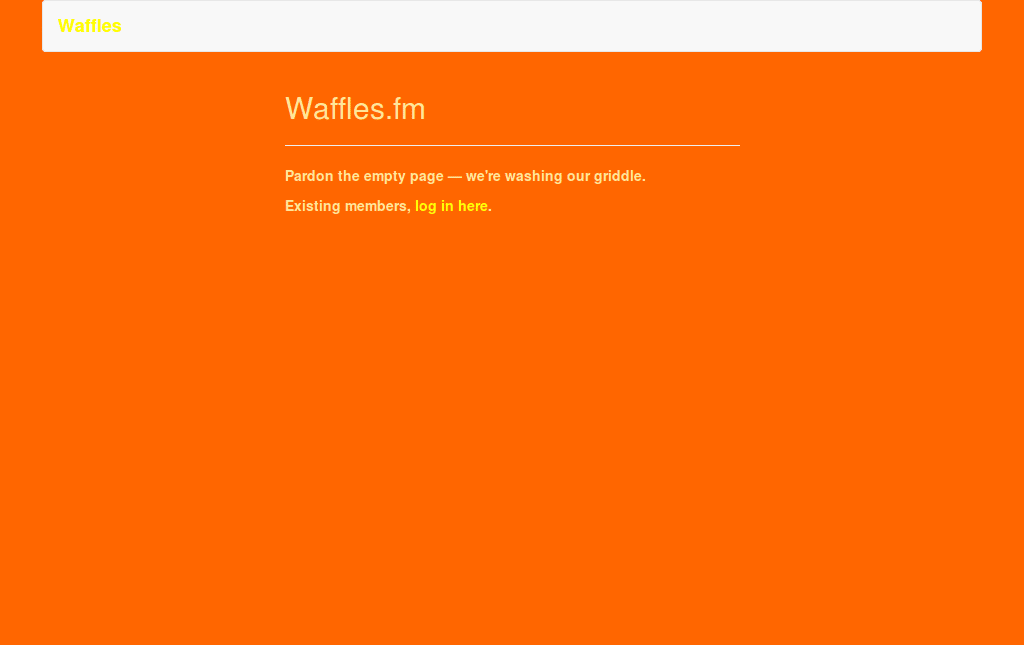 Waffles
Waffles.fm
Pardon the empty page — we're washing our griddle.
Existing members, log in here.